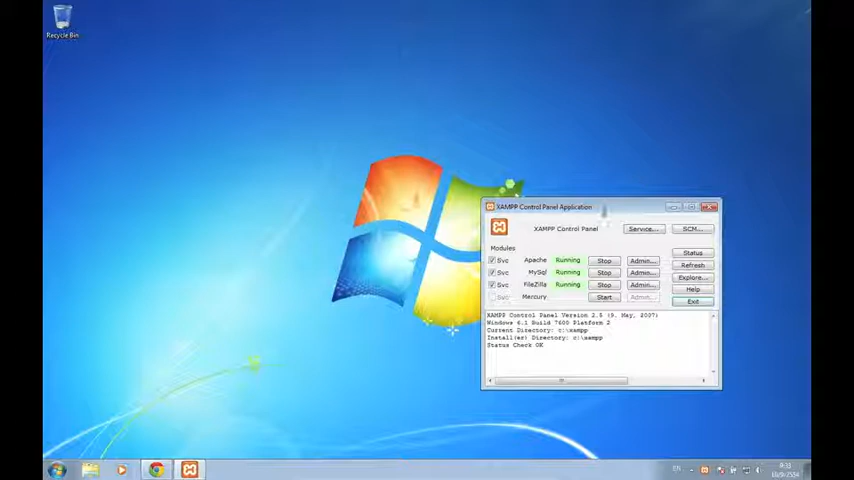 Recycle Bin
XAMPP Control Panel Application
XAMPP Control Panel
Service...
SCM...
Modules
Svc Apache Running Stop Admin...
Svc MySql Running Stop Admin...
Svc FileZilla Running Stop Admin...
Svc Mercury Start Admin...
Status
Refresh
Explore...
Help
Exit
XAMPP Control Panel Version 2.5 (9. May, 2007)
Windows 6.1 Build 7600 Platform 2
Current Directory: c:\xampp
Install(er) Directory: c:\xampp
Status Check OK
EN